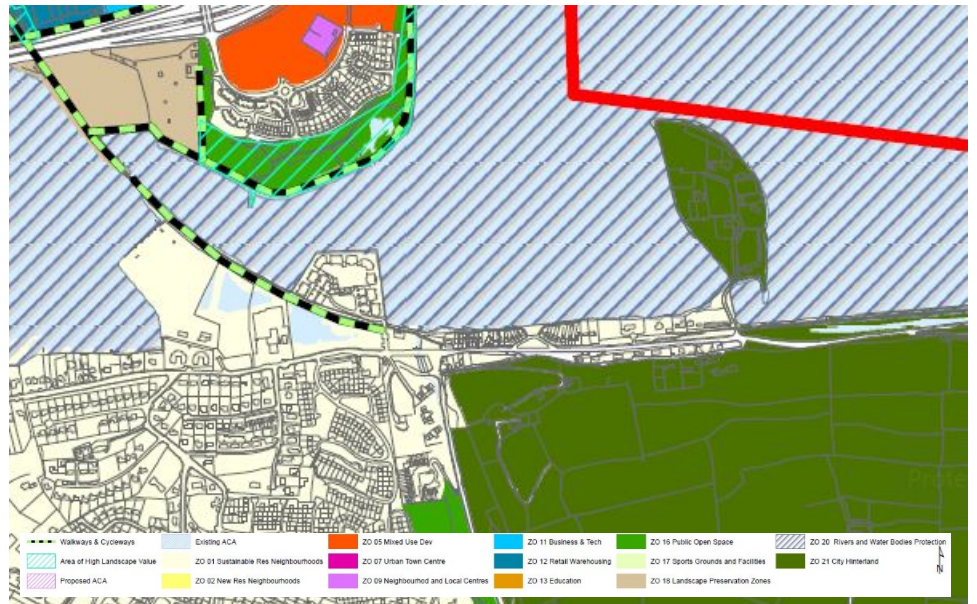 Prote
Walkways & Cycleways
Existing ACA
ZO 05 Mixed Use Dev
ZO 11 Business & Tech
ZO 16 Public Open Space
ZO 20 Rivers and Water Bodies Protection
Area of High Landscape Value
ZO 01 Sustainable Res Neighbourhoods
ZO 07 Urban Town Centre
ZO 12 Retail Warehousing
ZO 17 Sports Grounds and Facilities
ZO 21 City Hinterland
Proposed ACA
ZO 02 New Res Neighbourhoods
ZO 09 Neighbourhod and Local Centres
ZO 13 Education
ZO 18 Landscape Preservation Zones
N